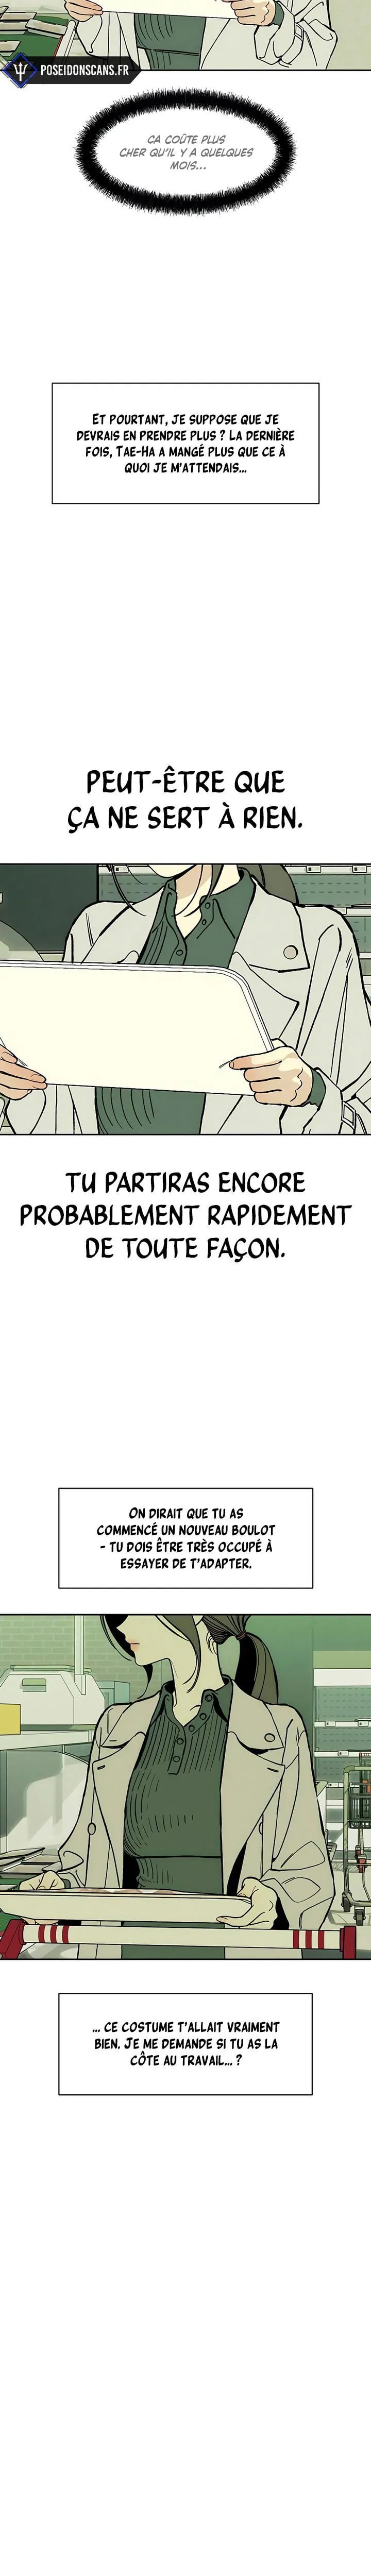 POSEIDONSCANS.FR
ÇA COÛTE PLUS
CHER QU'IL Y A QUELQUES
MOIS...
ET POURTANT, JE SUPPOSE QUE JE
DEVRAIS EN PRENDRE PLUS ? LA DERNIÈRE
FOIS, TAE-HA A MANGÉ PLUS QUE CE À
QUOI JE M'ATTENDAIS...
PEUT-ÊTRE QUE
ÇA NE SERT À RIEN.
TU PARTIRAS ENCORE
PROBABLEMENT RAPIDEMENT
DE TOUTE FAÇON.
ON DIRAIT QUE TU AS
COMMENCÉ UN NOUVEAU BOULOT
- TU DOIS ÊTRE TRÈS OCCUPÉ À
ESSAYER DE T'ADAPTER.
... CE COSTUME T'ALLAIT VRAIMENT
BIEN. JE ME DEMANDE SI TU AS LA
CÔTE AU TRAVAIL... ?